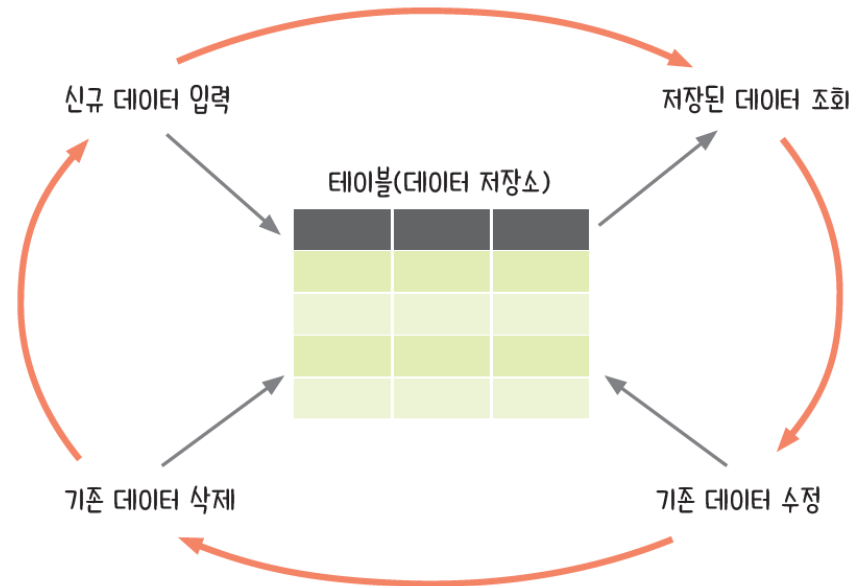 신규 데이터 입력
저장된 데이터 조회
테이블(데이터 저장소)
기존 데이터 삭제
기존 데이터 수정